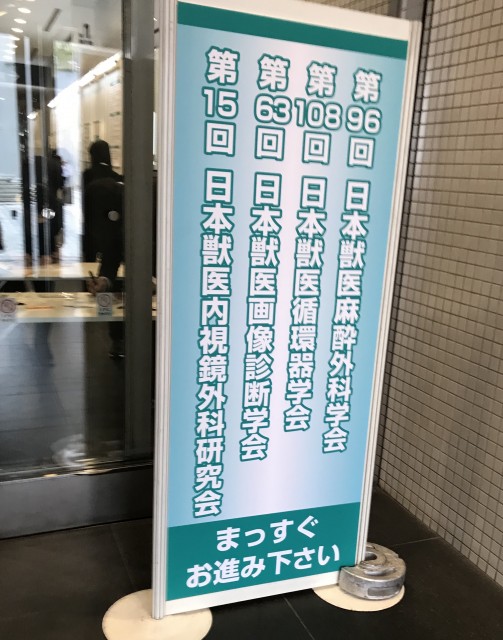 第96回 日本獣医麻酔外科学会
第108回 日本獣医循環器学会
第63回 日本獣医画像診断学会
第15回 日本獣医内視鏡外科研究会
まっすぐ
お進み下さい